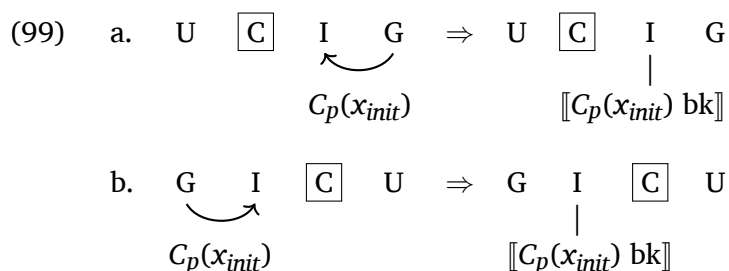 (99) a. U C I G ⇒ U C I G
C_p(x_init) ⟦C_p(x_init) bk⟧
b. G I C U ⇒ G I C U
C_p(x_init) ⟦C_p(x_init) bk⟧